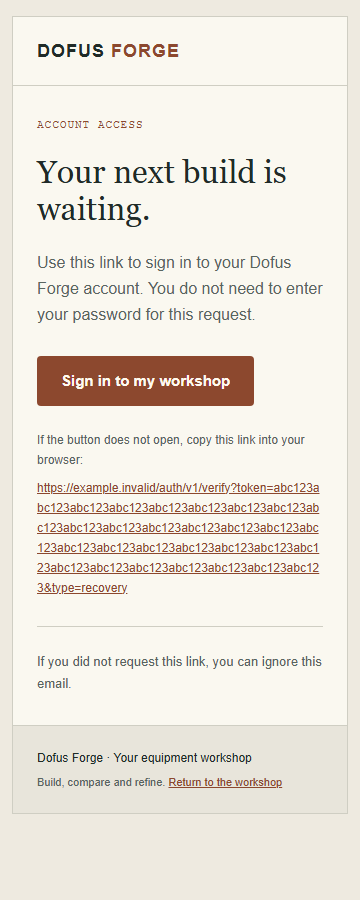 DOFUS FORGE
ACCOUNT ACCESS
Your next build is
waiting.
Use this link to sign in to your Dofus
Forge account. You do not need to enter
your password for this request.
Sign in to my workshop
If the button does not open, copy this link into your
browser:
https://example.invalid/auth/v1/verify?token=abc123a
bc123abc123abc123abc123abc123abc123abc123ab
c123abc123abc123abc123abc123abc123abc123abc
123abc123abc123abc123abc123abc123abc123abc1
23abc123abc123abc123abc123abc123abc123abc12
3&type=recovery
If you did not request this link, you can ignore this
email.
Dofus Forge · Your equipment workshop
Build, compare and refine. Return to the workshop